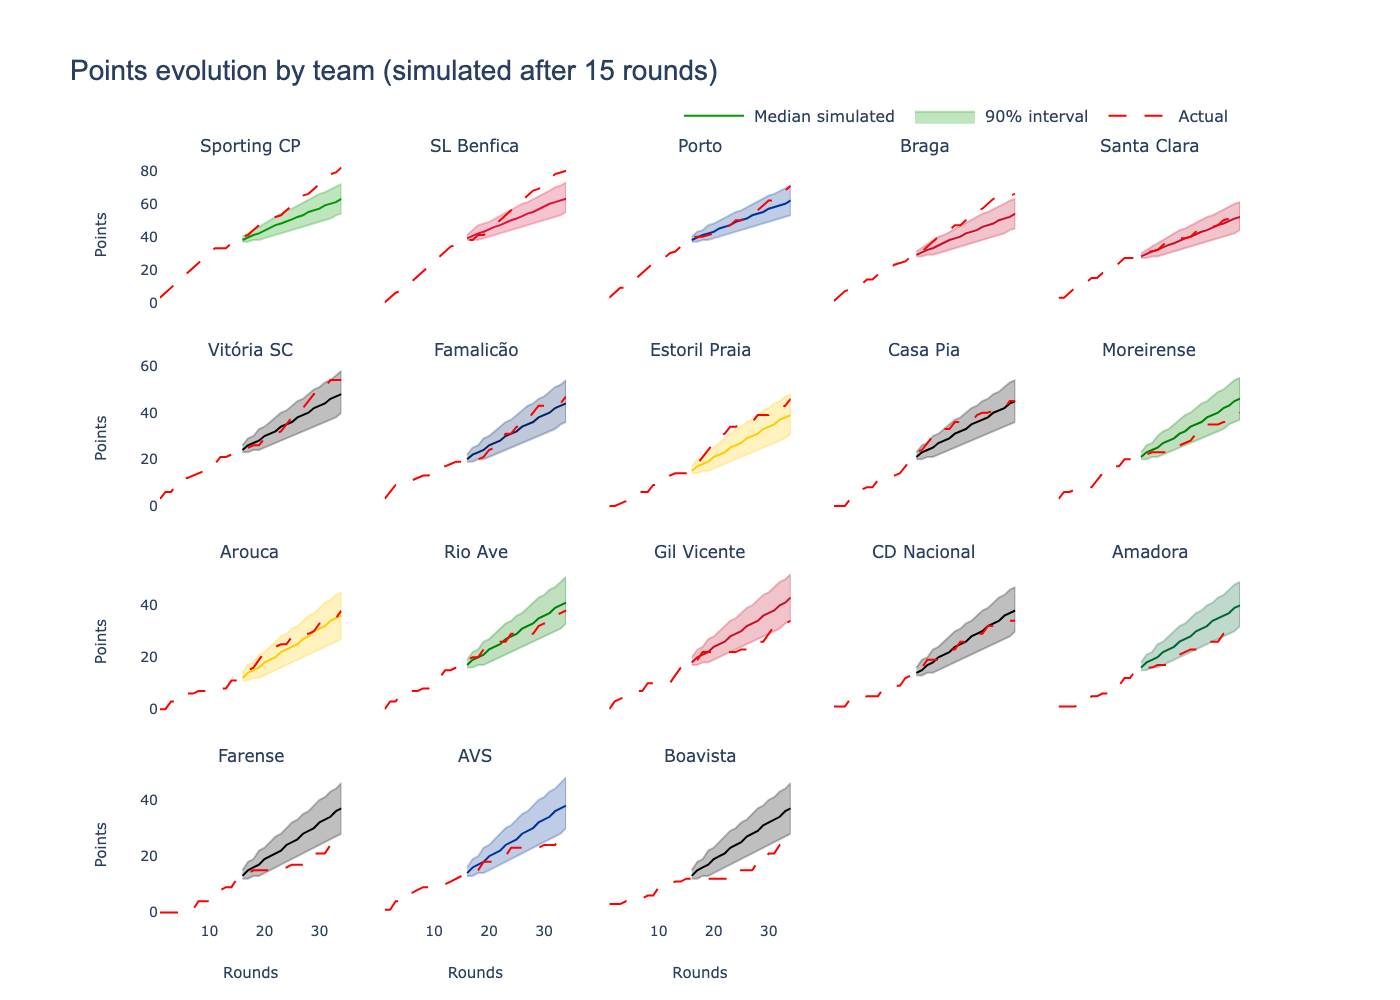 Points evolution by team (simulated after 15 rounds)
Median simulated 90% interval Actual
Sporting CP SL Benfica Porto Braga Santa Clara
80
60
40
20
0
Points
Vitória SC Famalicão Estoril Praia Casa Pia Moreirense
60
40
20
0
Points
Arouca Rio Ave Gil Vicente CD Nacional Amadora
40
20
0
Points
Farense AVS Boavista
40
20
0
Points
10 20 30 10 20 30 10 20 30
Rounds Rounds Rounds